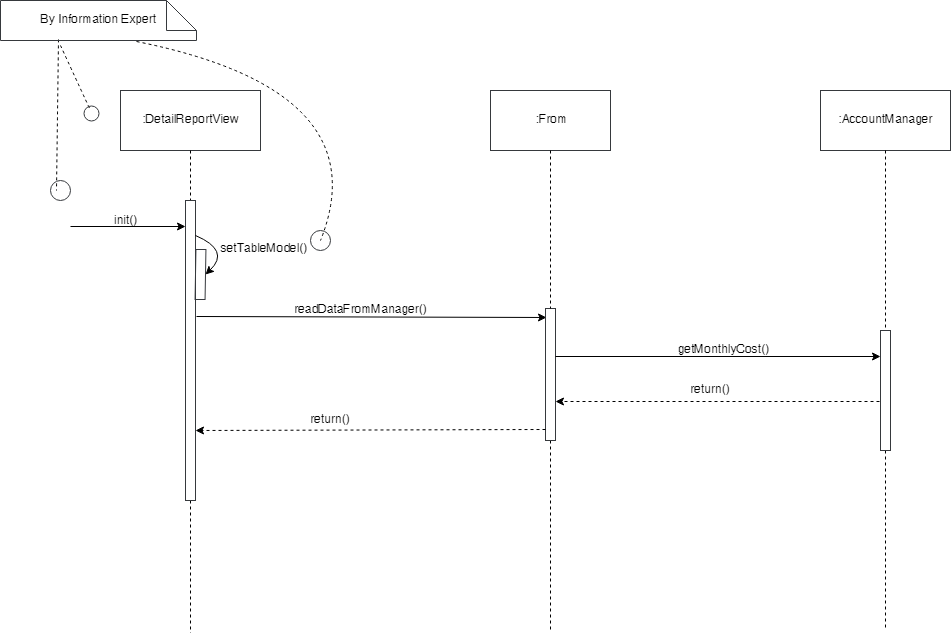 By Information Expert
:DetailReportView
:From
:AccountManager
init()
setTableModel()
readDataFromManager()
getMonthlyCost()
return()
return()